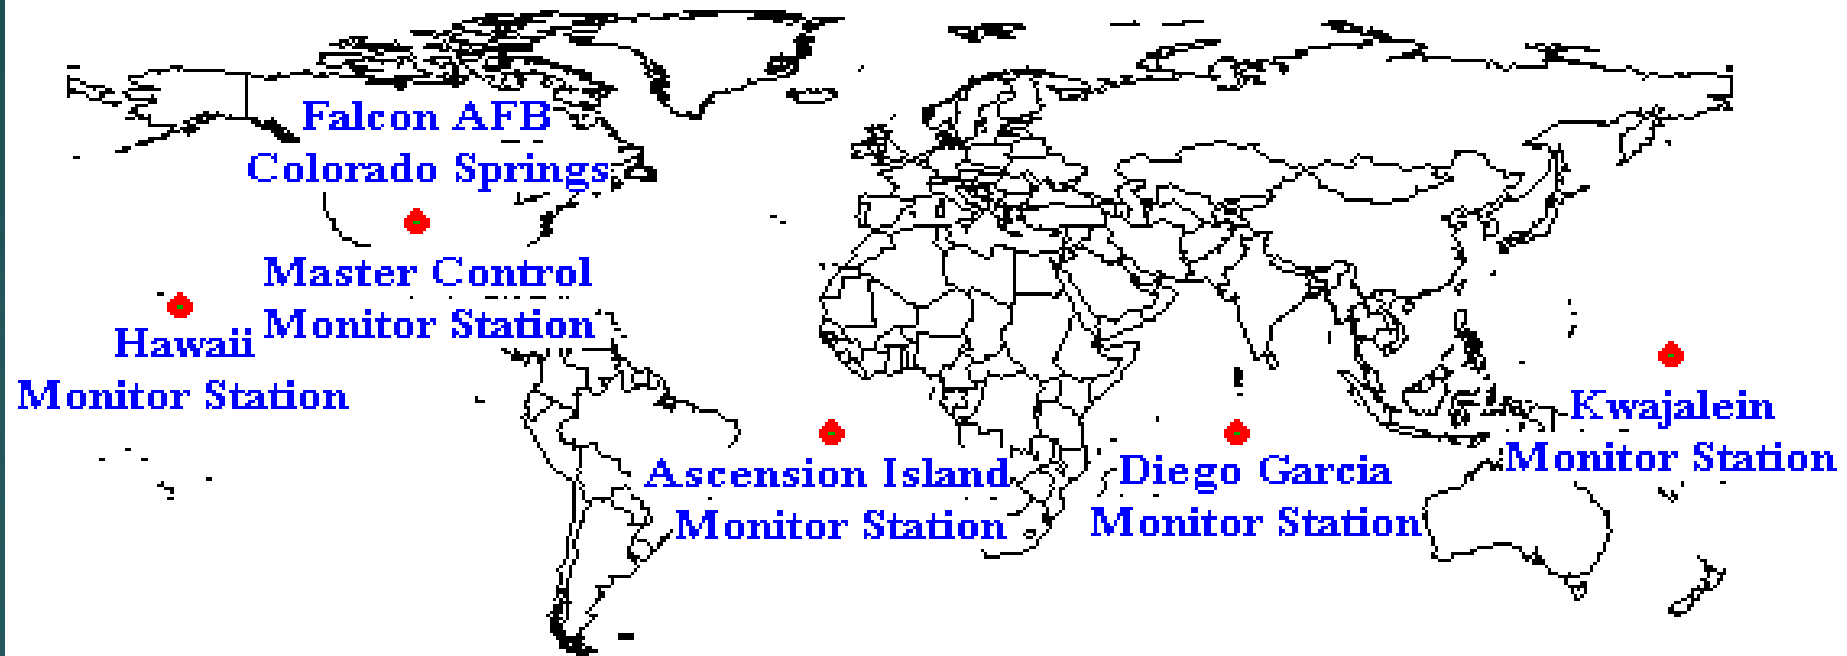 Falcon AFB
Colorado Springs
Master Control
Monitor Station
Hawaii
Monitor Station
Ascension Island
Monitor Station
Diego Garcia
Monitor Station
Kwajalein
Monitor Station